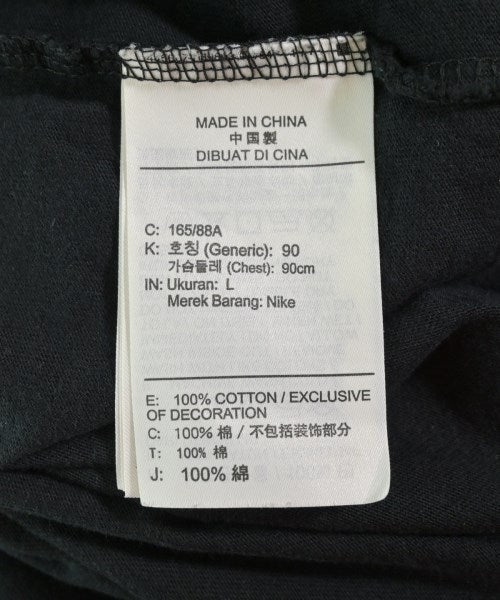 MADE IN CHINA
中国製
DIBUAT DI CINA
C: 165/88A
K: 호칭 (Generic): 90
가슴둘레 (Chest): 90cm
IN: Ukuran: L
Merek Barang: Nike
E: 100% COTTON / EXCLUSIVE
OF DECORATION
C: 100% 棉 / 不包括装饰部分
T: 100% 棉
J: 100% 綿